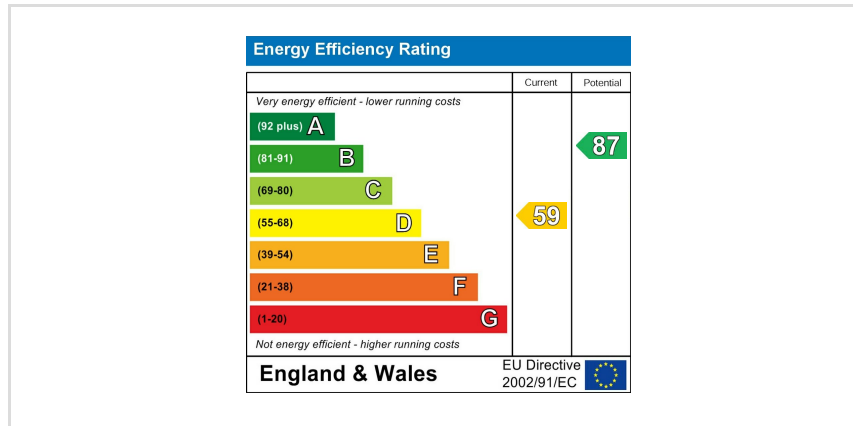 Energy Efficiency Rating
Current Potential
Very energy efficient - lower running costs
(92 plus) A
(81-91) B
87
(69-80) C
(55-68) D
59
(39-54) E
(21-38) F
(1-20) G
Not energy efficient - higher running costs
England & Wales
EU Directive
2002/91/EC